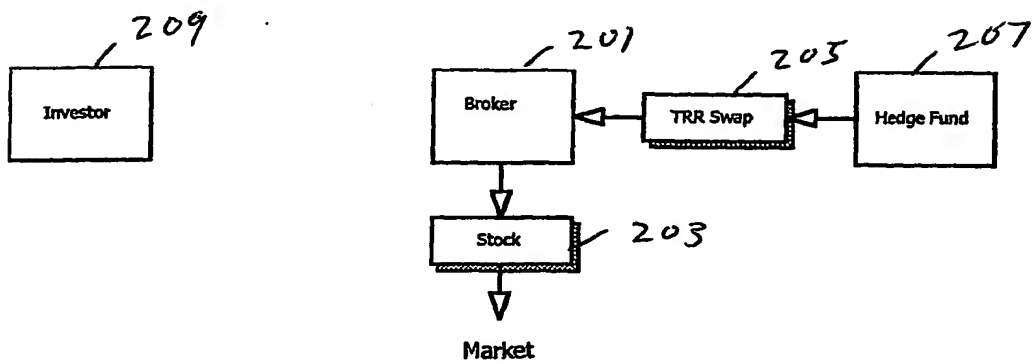 209
201
205
207
Investor
Broker
TRR Swap
Hedge Fund
Stock
203
Market